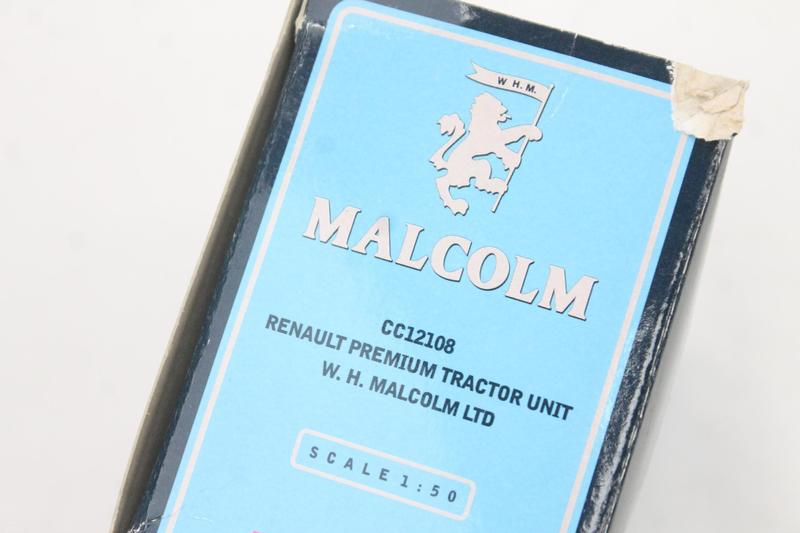 W. H. M.
MALCOLM
CC12108
RENAULT PREMIUM TRACTOR UNIT
W. H. MALCOLM LTD
SCALE 1:50